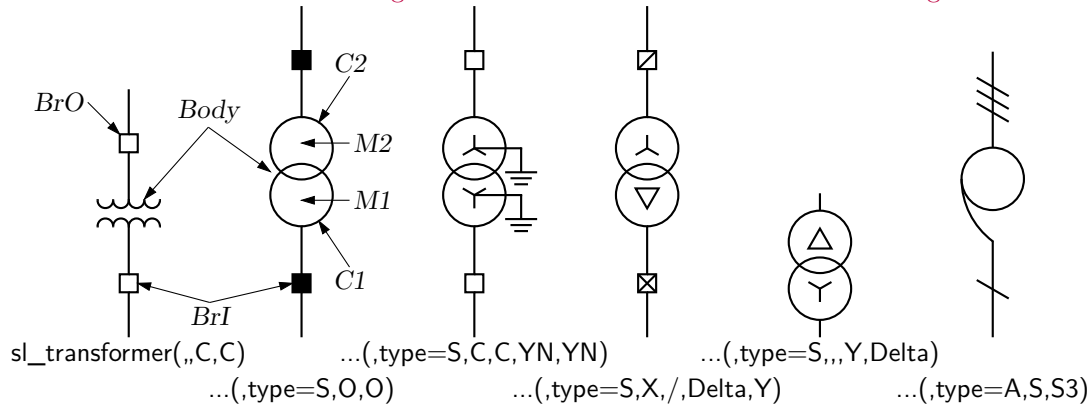 BrO
Body
C2
M2
M1
C1
BrI
sl_transformer(,,C,C)
...(,type=S,C,C,YN,YN)
...(,type=S,,,Y,Delta)
...(,type=S,O,O)
...(,type=S,X,/,Delta,Y)
...(,type=A,S,S3)